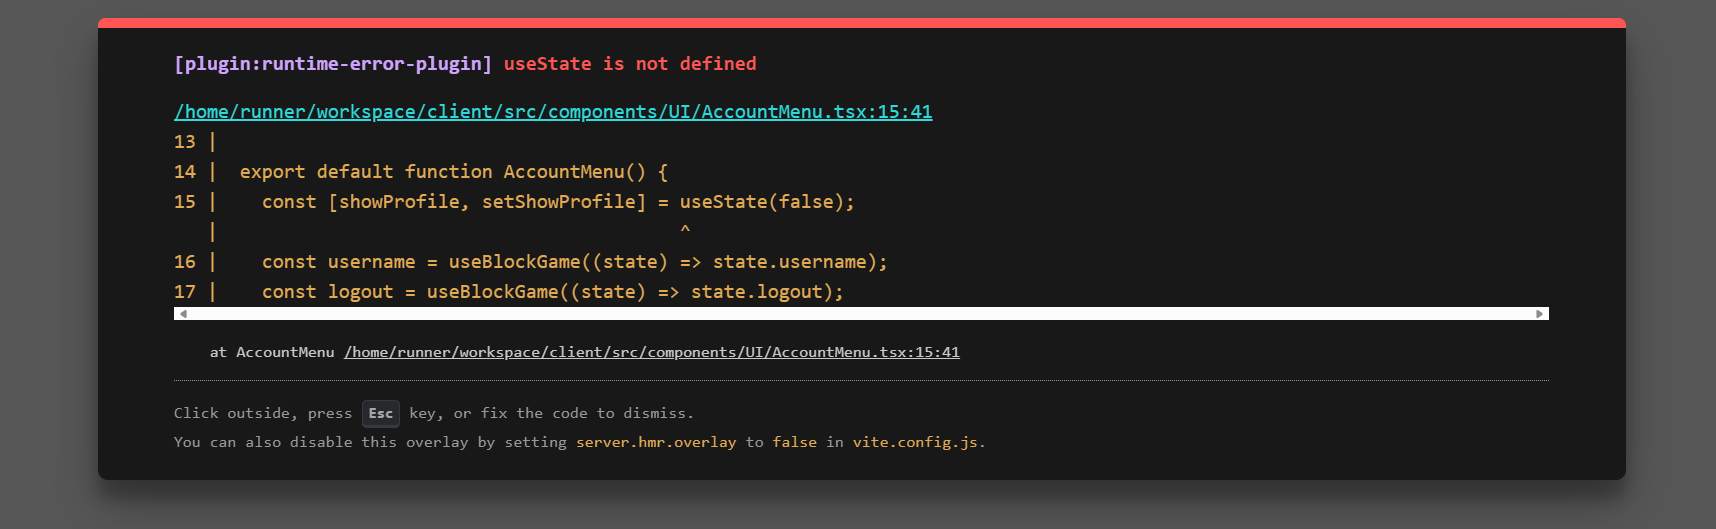 [plugin:runtime-error-plugin] useState is not defined
/home/runner/workspace/client/src/components/UI/AccountMenu.tsx:15:41
13 |
14 |  export default function AccountMenu() {
15 |    const [showProfile, setShowProfile] = useState(false);
   |                                          ^
16 |    const username = useBlockGame((state) => state.username);
17 |    const logout = useBlockGame((state) => state.logout);
at AccountMenu /home/runner/workspace/client/src/components/UI/AccountMenu.tsx:15:41
Click outside, press Esc key, or fix the code to dismiss.
You can also disable this overlay by setting server.hmr.overlay to false in vite.config.js.